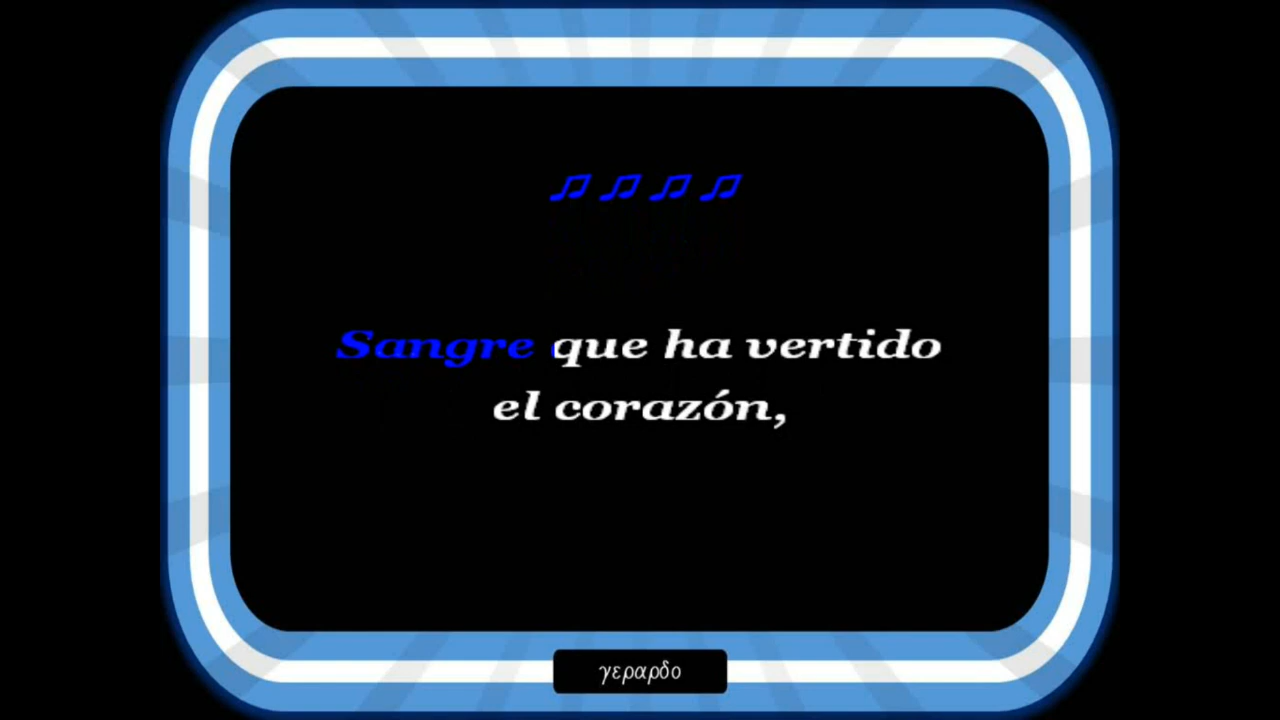 ♫ ♫ ♫ ♫
Sangre que ha vertido
el corazón,
γεραρδο